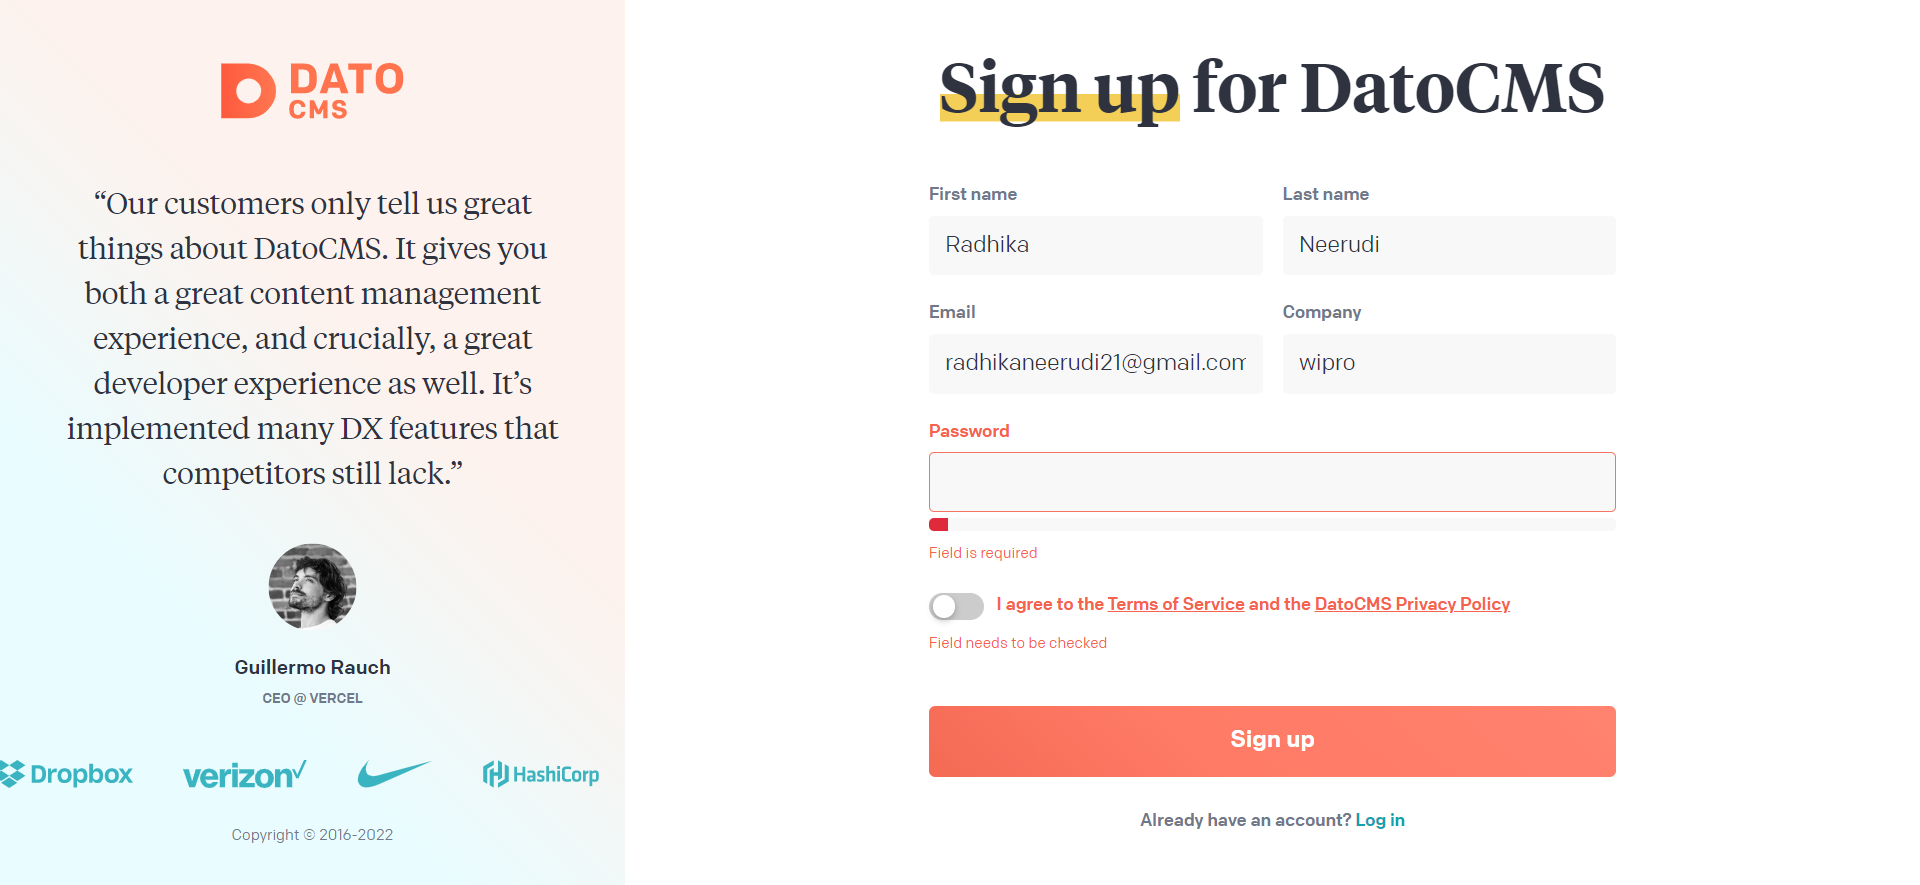 DATO
CMS
“Our customers only tell us great
things about DatoCMS. It gives you
both a great content management
experience, and crucially, a great
developer experience as well. It’s
implemented many DX features that
competitors still lack.”
Guillermo Rauch
CEO @ VERCEL
Dropbox verizon HashiCorp
Copyright © 2016-2022
Sign up for DatoCMS
First name Last name
Radhika Neerudi
Email Company
radhikaneerudi21@gmail.com wipro
Password
Field is required
I agree to the Terms of Service and the DatoCMS Privacy Policy
Field needs to be checked
Sign up
Already have an account? Log in